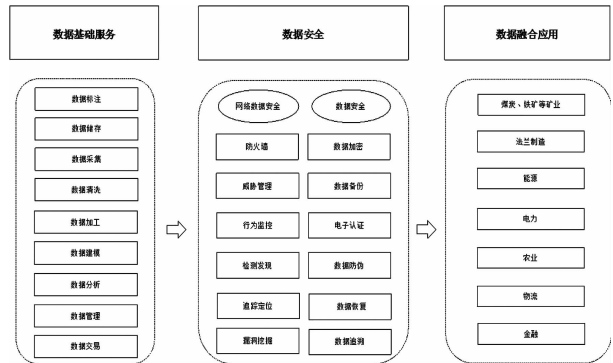 数据基础服务
数据安全
数据融合应用
数据标注
数据储存
数据采集
数据清洗
数据加工
数据建模
数据分析
数据管理
数据交易
网络数据安全
数据安全
防火墙
数据加密
威胁管理
数据备份
行为监控
电子认证
检测发现
数据防伪
追踪定位
数据恢复
漏洞挖掘
数据追溯
煤炭、铁矿等矿业
法兰制造
能源
电力
农业
物流
金融